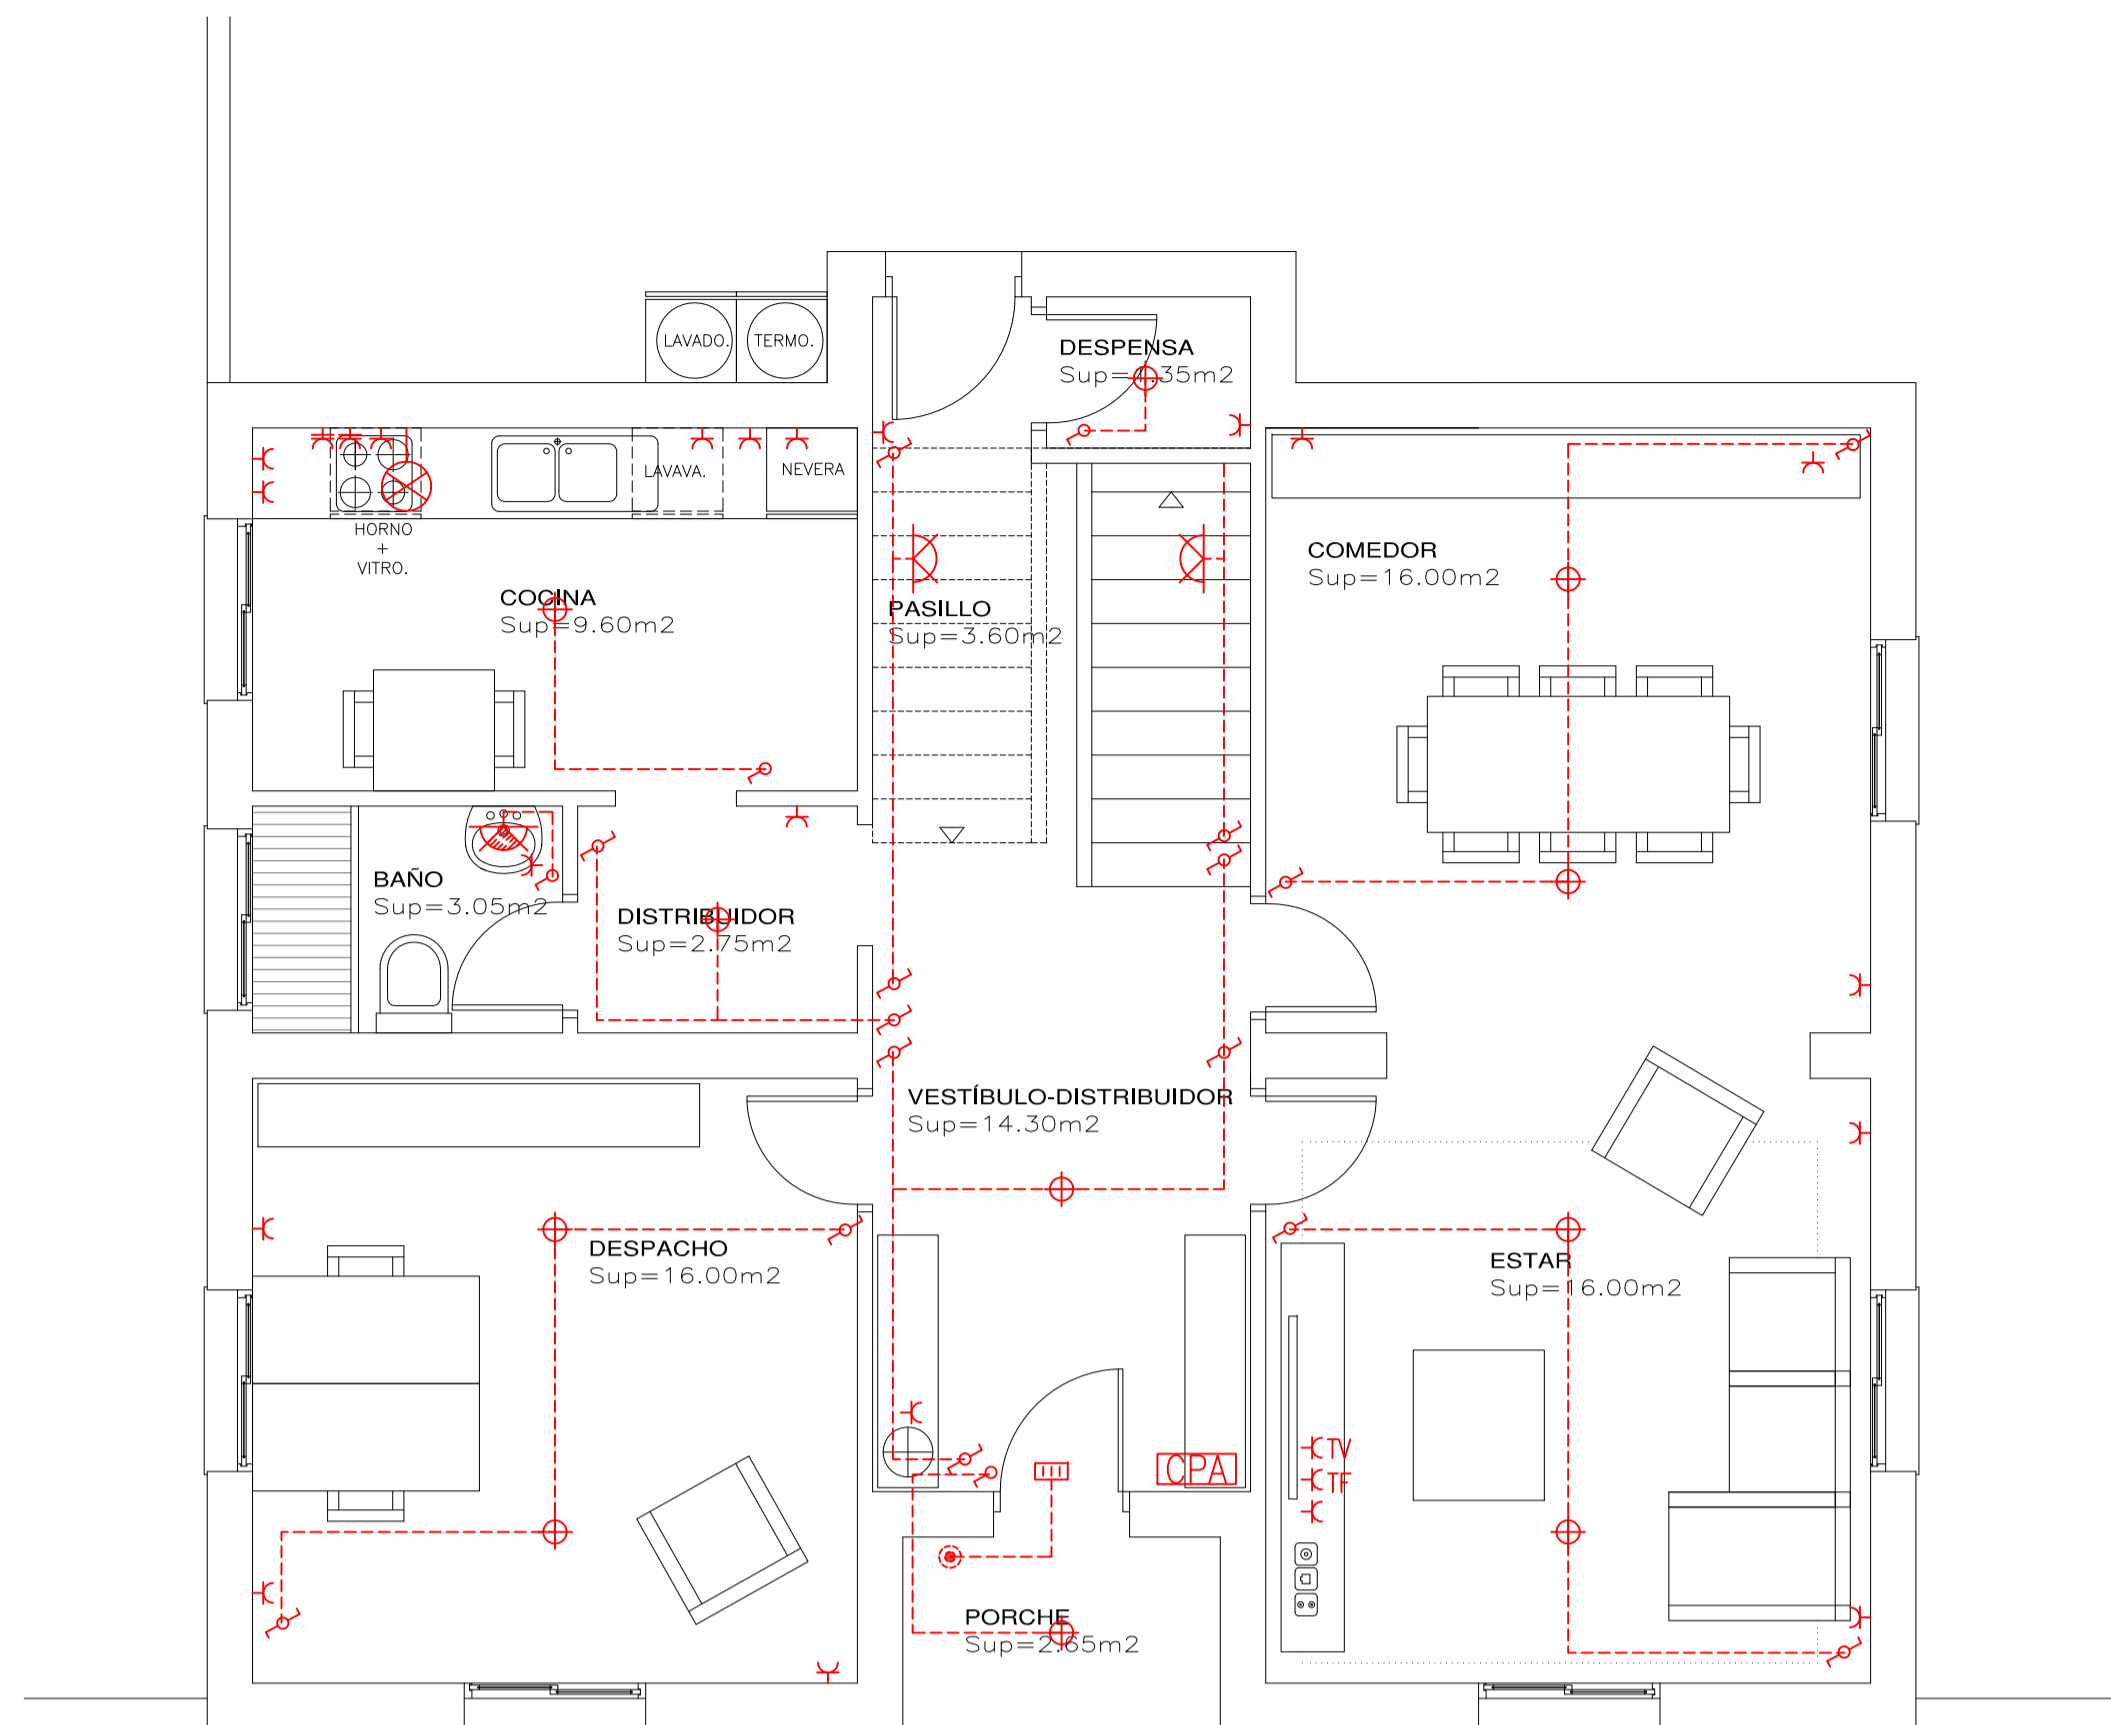 LAVADO.
TERMO.
DESPENSA
Sup=1.35m2
LAVAVA.
NEVERA
HORNO
+
VITRO.
COCINA
Sup=9.60m2
PASILLO
Sup=3.60m2
COMEDOR
Sup=16.00m2
BAÑO
Sup=3.05m2
DISTRIBUIDOR
Sup=2.75m2
VESTÍBULO-DISTRIBUIDOR
Sup=14.30m2
DESPACHO
Sup=16.00m2
ESTAR
Sup=16.00m2
TV
CPA
TF
PORCHE
Sup=2.65m2